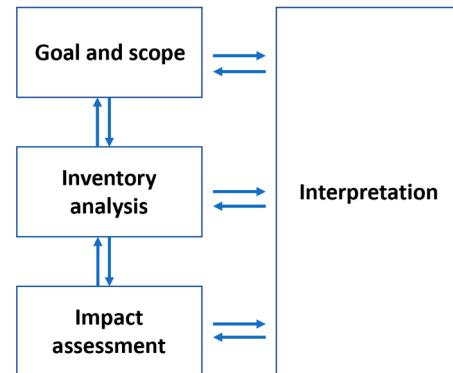 Goal and scope
Inventory
analysis
Interpretation
Impact
assessment